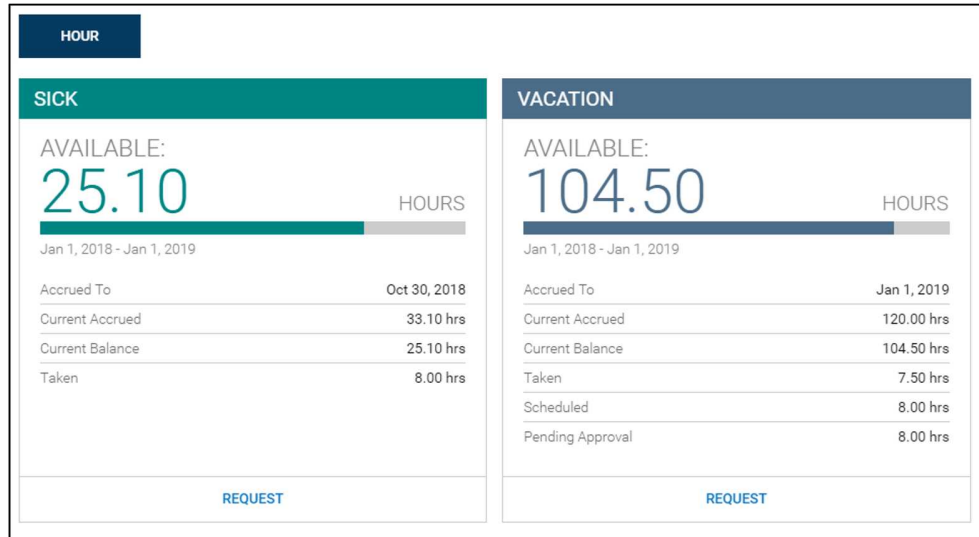 HOUR
SICK
AVAILABLE:
25.10 HOURS
Jan 1, 2018 - Jan 1, 2019
Accrued To Oct 30, 2018
Current Accrued 33.10 hrs
Current Balance 25.10 hrs
Taken 8.00 hrs
REQUEST
VACATION
AVAILABLE:
104.50 HOURS
Jan 1, 2018 - Jan 1, 2019
Accrued To Jan 1, 2019
Current Accrued 120.00 hrs
Current Balance 104.50 hrs
Taken 7.50 hrs
Scheduled 8.00 hrs
Pending Approval 8.00 hrs
REQUEST